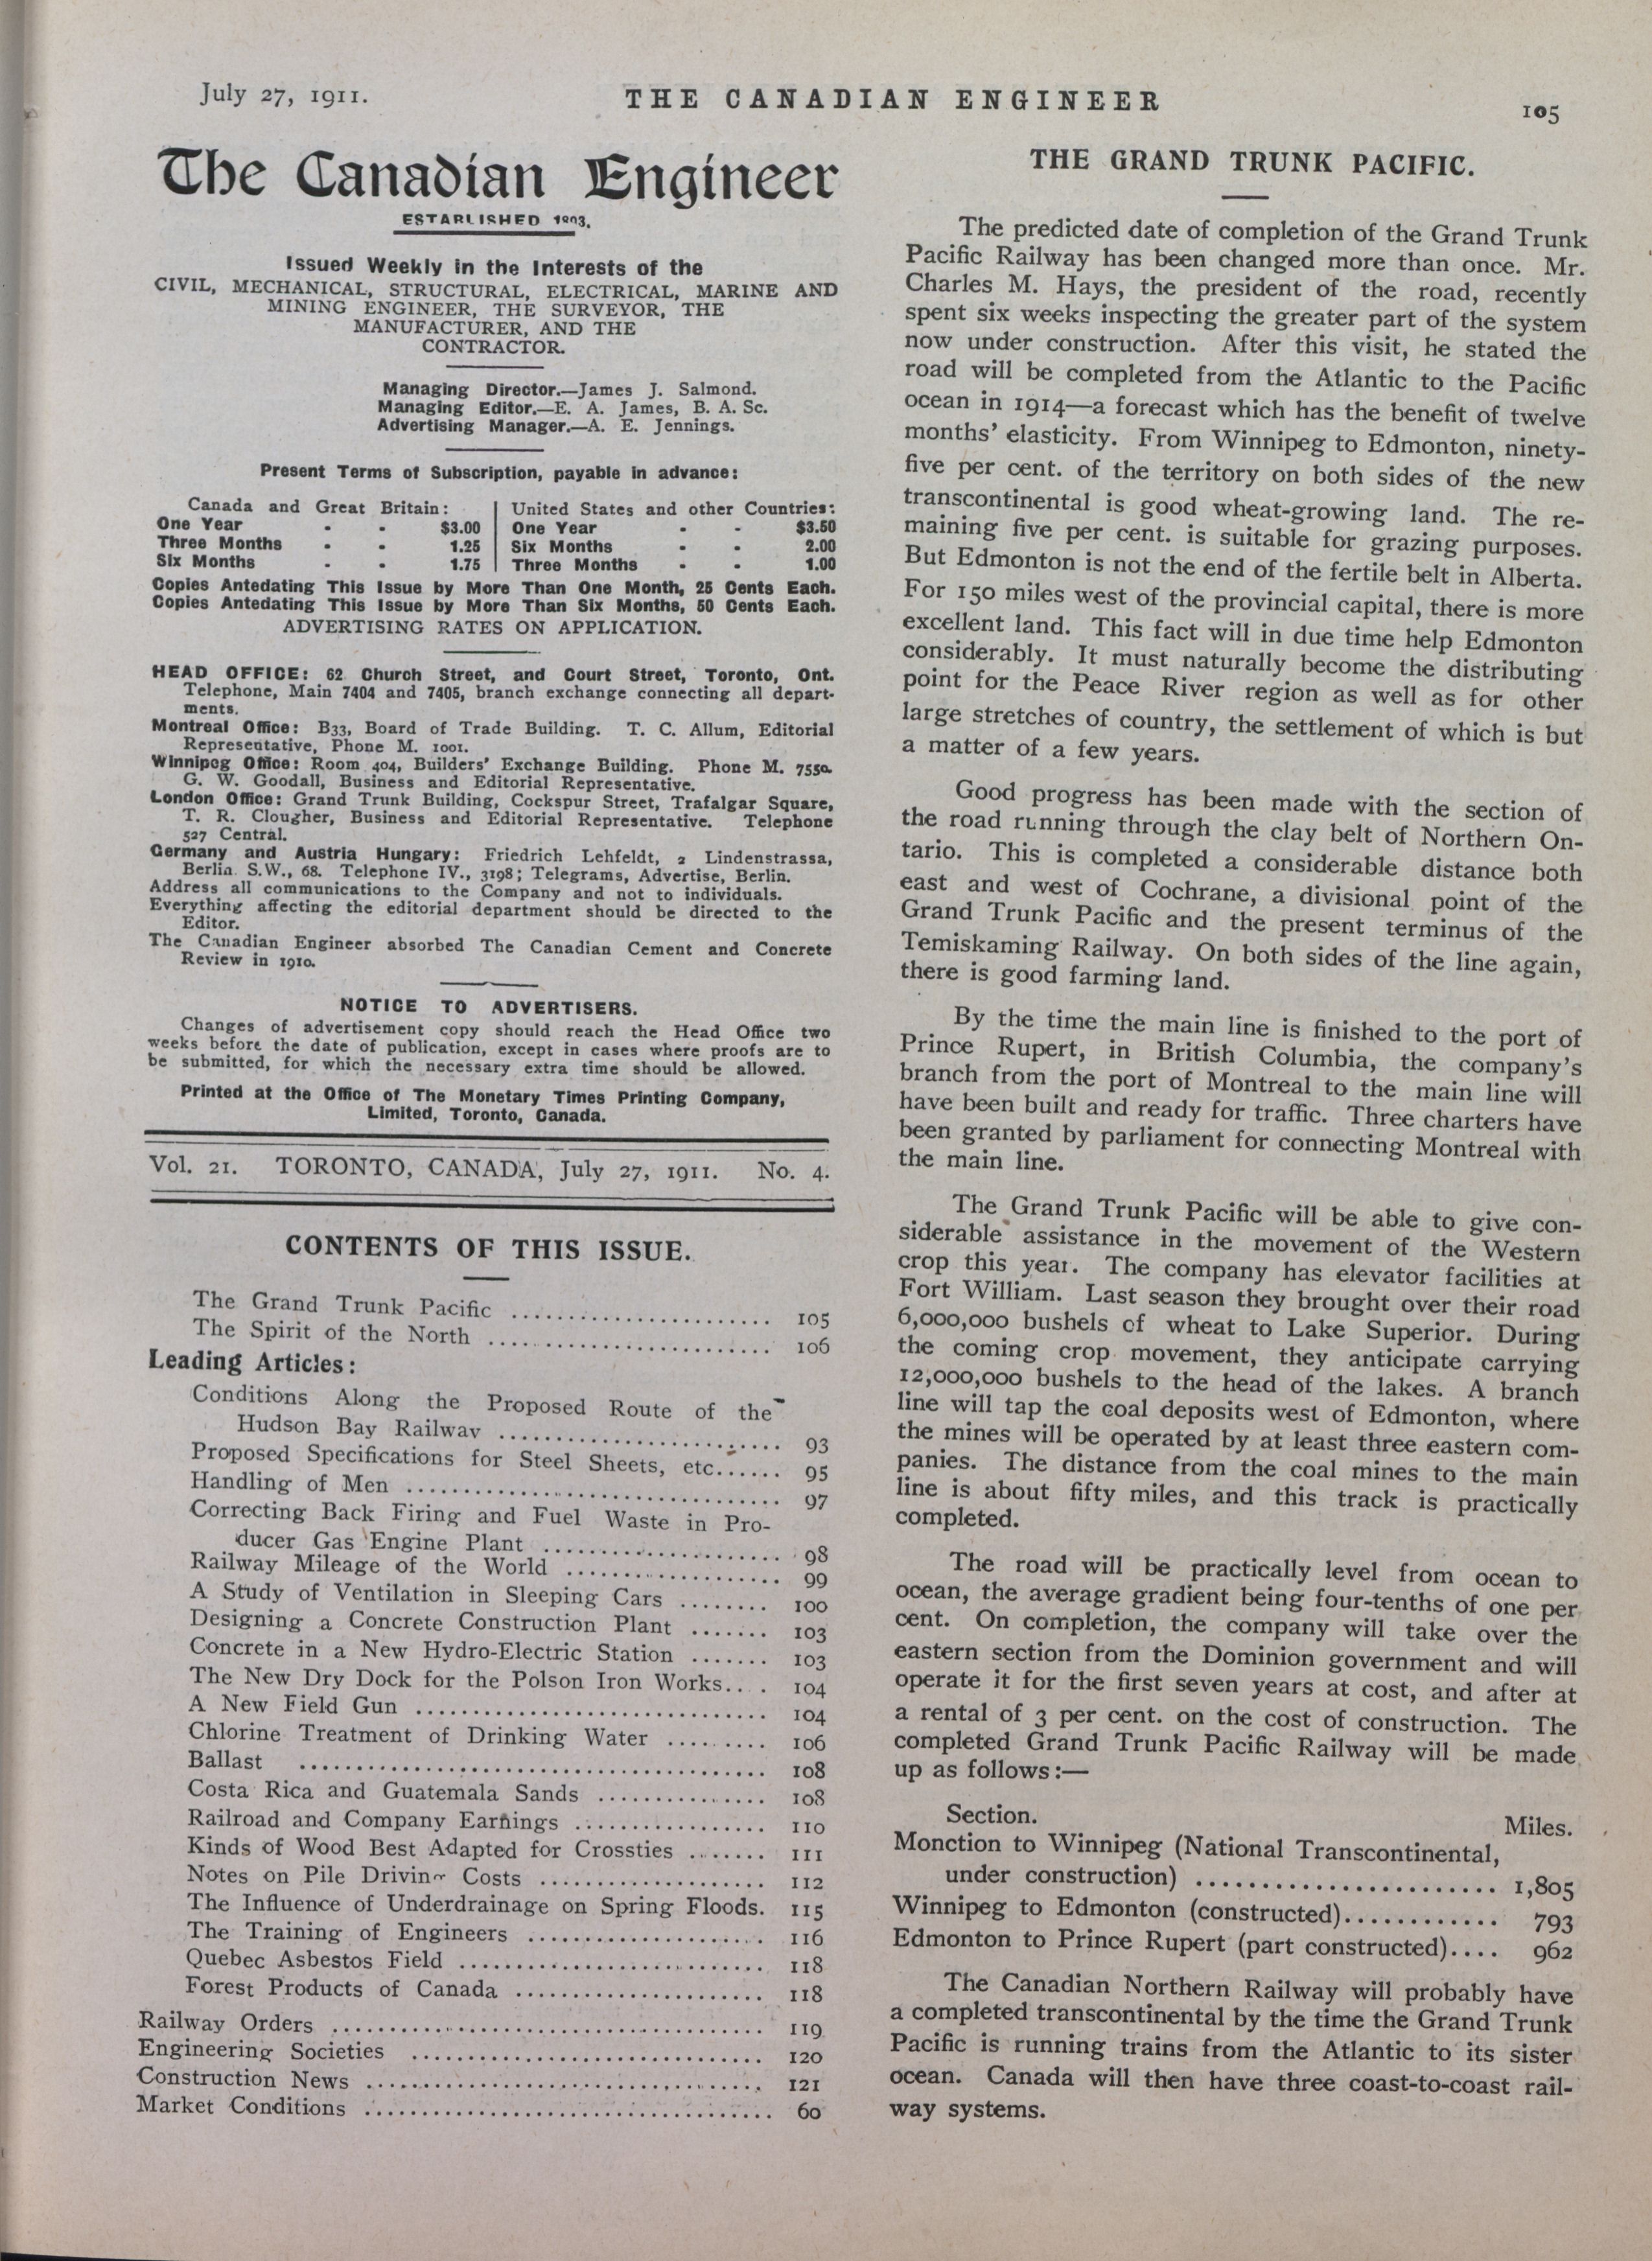 July 27, 1911.
THE CANADIAN ENGINEER
105
The Canadian Engineer
ESTABLISHED 1893.
Issued Weekly in the Interests of the
CIVIL, MECHANICAL, STRUCTURAL, ELECTRICAL, MARINE AND
MINING ENGINEER, THE SURVEYOR, THE
MANUFACTURER, AND THE
CONTRACTOR.
Managing Director.—James J. Salmond.
Managing Editor.—E. A. James, B. A. Sc.
Advertising Manager.—A. E. Jennings.
Present Terms of Subscription, payable in advance:
Canada and Great Britain: United States and other Countries:
One Year - - $3.00 One Year - - $3.50
Three Months - - 1.25 Six Months - - 2.00
Six Months - - 1.75 Three Months - - 1.00
Copies Antedating This Issue by More Than One Month, 25 Cents Each.
Copies Antedating This Issue by More Than Six Months, 50 Cents Each.
ADVERTISING RATES ON APPLICATION.
HEAD OFFICE: 62 Church Street, and Court Street, Toronto, Ont.
Telephone, Main 7404 and 7405, branch exchange connecting all depart-
ments.
Montreal Office: B33, Board of Trade Building. T. C. Allum, Editorial
Representative, Phone M. 1001.
Winnipeg Office: Room 404, Builders' Exchange Building. Phone M. 7550.
G. W. Goodall, Business and Editorial Representative.
London Office: Grand Trunk Building, Cockspur Street, Trafalgar Square,
T. R. Clougher, Business and Editorial Representative. Telephone
527 Central.
Germany and Austria Hungary: Friedrich Lehfeldt, 2 Lindenstrassa,
Berlin S.W., 68. Telephone IV., 3198; Telegrams, Advertise, Berlin.
Address all communications to the Company and not to individuals.
Everything affecting the editorial department should be directed to the
Editor.
The Canadian Engineer absorbed The Canadian Cement and Concrete
Review in 1910.
NOTICE TO ADVERTISERS.
Changes of advertisement copy should reach the Head Office two
weeks before the date of publication, except in cases where proofs are to
be submitted, for which the necessary extra time should be allowed.
Printed at the Office of The Monetary Times Printing Company,
Limited, Toronto, Canada.
Vol. 21. TORONTO, CANADA, July 27, 1911. No. 4.
CONTENTS OF THIS ISSUE.
The Grand Trunk Pacific ....................... 105
The Spirit of the North ......................... 106
Leading Articles:
Conditions Along the Proposed Route of the
Hudson Bay Railway ......................... 93
Proposed Specifications for Steel Sheets, etc...... 95
Handling of Men ................................. 97
Correcting Back Firing and Fuel Waste in Pro-
ducer Gas Engine Plant ..................... 98
Railway Mileage of the World ................... 99
A Study of Ventilation in Sleeping Cars ........ 100
Designing a Concrete Construction Plant ....... 103
Concrete in a New Hydro-Electric Station ....... 103
The New Dry Dock for the Polson Iron Works.. . . 104
A New Field Gun ............................... 104
Chlorine Treatment of Drinking Water ......... 106
Ballast ......................................... 108
Costa Rica and Guatemala Sands ............... 108
Railroad and Company Earnings ................. 110
Kinds of Wood Best Adapted for Crossties ....... 111
Notes on Pile Driving Costs .................... 112
The Influence of Underdrainage on Spring Floods. 115
The Training of Engineers ..................... 116
Quebec Asbestos Field ........................... 118
Forest Products of Canada ...................... 118
Railway Orders ...................................... 119
Engineering Societies ............................... 120
Construction News ................................... 121
Market Conditions .................................... 60
THE GRAND TRUNK PACIFIC.
The predicted date of completion of the Grand Trunk
Pacific Railway has been changed more than once. Mr.
Charles M. Hays, the president of the road, recently
spent six weeks inspecting the greater part of the system
now under construction. After this visit, he stated the
road will be completed from the Atlantic to the Pacific
ocean in 1914—a forecast which has the benefit of twelve
months' elasticity. From Winnipeg to Edmonton, ninety-
five per cent. of the territory on both sides of the new
transcontinental is good wheat-growing land. The re-
maining five per cent. is suitable for grazing purposes.
But Edmonton is not the end of the fertile belt in Alberta.
For 150 miles west of the provincial capital, there is more
excellent land. This fact will in due time help Edmonton
considerably. It must naturally become the distributing
point for the Peace River region as well as for other
large stretches of country, the settlement of which is but
a matter of a few years.
Good progress has been made with the section of
the road running through the clay belt of Northern On-
tario. This is completed a considerable distance both
east and west of Cochrane, a divisional point of the
Grand Trunk Pacific and the present terminus of the
Temiskaming Railway. On both sides of the line again,
there is good farming land.
By the time the main line is finished to the port of
Prince Rupert, in British Columbia, the company's
branch from the port of Montreal to the main line will
have been built and ready for traffic. Three charters have
been granted by parliament for connecting Montreal with
the main line.
The Grand Trunk Pacific will be able to give con-
siderable assistance in the movement of the Western
crop this year. The company has elevator facilities at
Fort William. Last season they brought over their road
6,000,000 bushels of wheat to Lake Superior. During
the coming crop movement, they anticipate carrying
12,000,000 bushels to the head of the lakes. A branch
line will tap the coal deposits west of Edmonton, where
the mines will be operated by at least three eastern com-
panies. The distance from the coal mines to the main
line is about fifty miles, and this track is practically
completed.
The road will be practically level from ocean to
ocean, the average gradient being four-tenths of one per
cent. On completion, the company will take over the
eastern section from the Dominion government and will
operate it for the first seven years at cost, and after at
a rental of 3 per cent. on the cost of construction. The
completed Grand Trunk Pacific Railway will be made
up as follows:—
Section. Miles.
Monction to Winnipeg (National Transcontinental,
under construction) ....................... 1,805
Winnipeg to Edmonton (constructed)............ 793
Edmonton to Prince Rupert (part constructed).... 962
The Canadian Northern Railway will probably have
a completed transcontinental by the time the Grand Trunk
Pacific is running trains from the Atlantic to its sister
ocean. Canada will then have three coast-to-coast rail-
way systems.